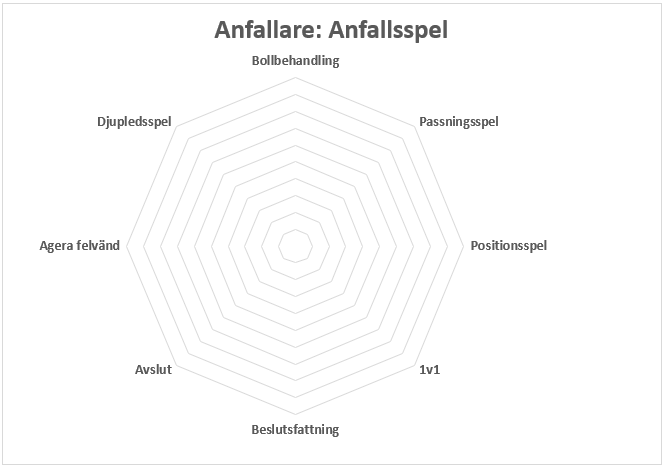 Anfallare: Anfallsspel
Bollbehandling
Djupledsspel
Passningsspel
Agera felvänd
Positionsspel
Avslut
1v1
Beslutsfattning